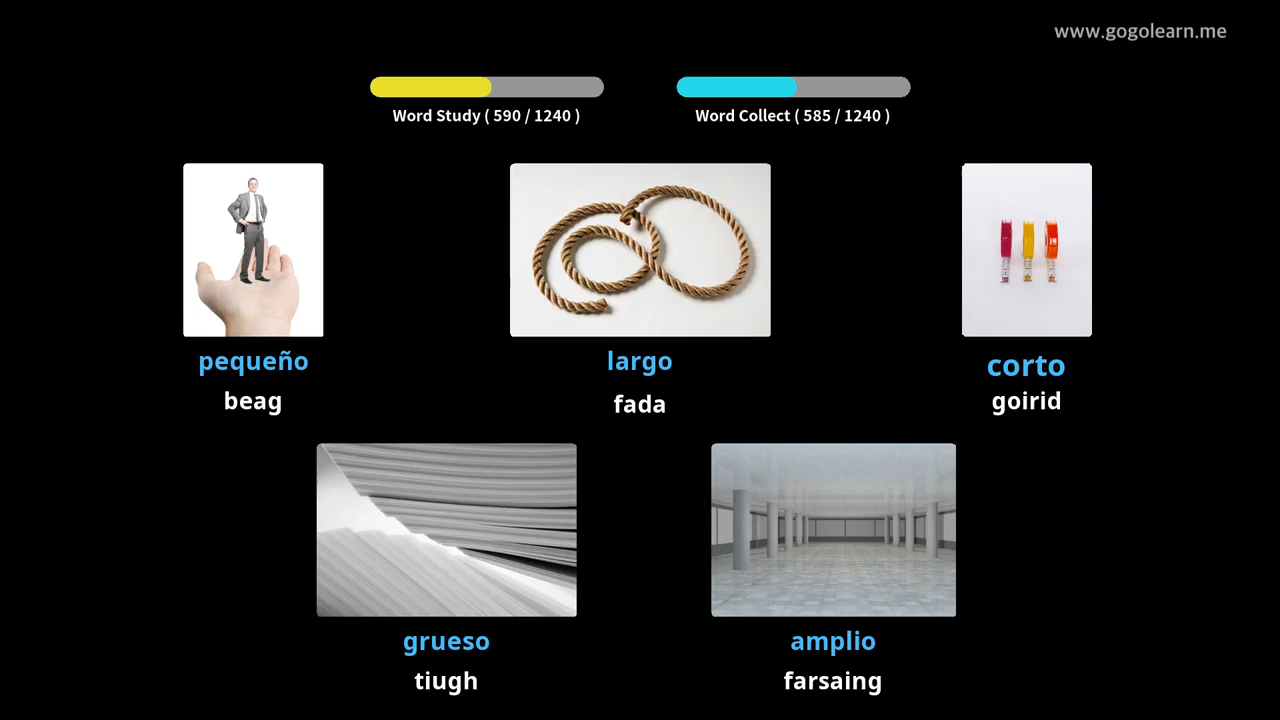 www.gogolearn.me
Word Study ( 590 / 1240 )
Word Collect ( 585 / 1240 )
pequeño
beag
largo
fada
corto
goirid
grueso
tiugh
amplio
farsaing